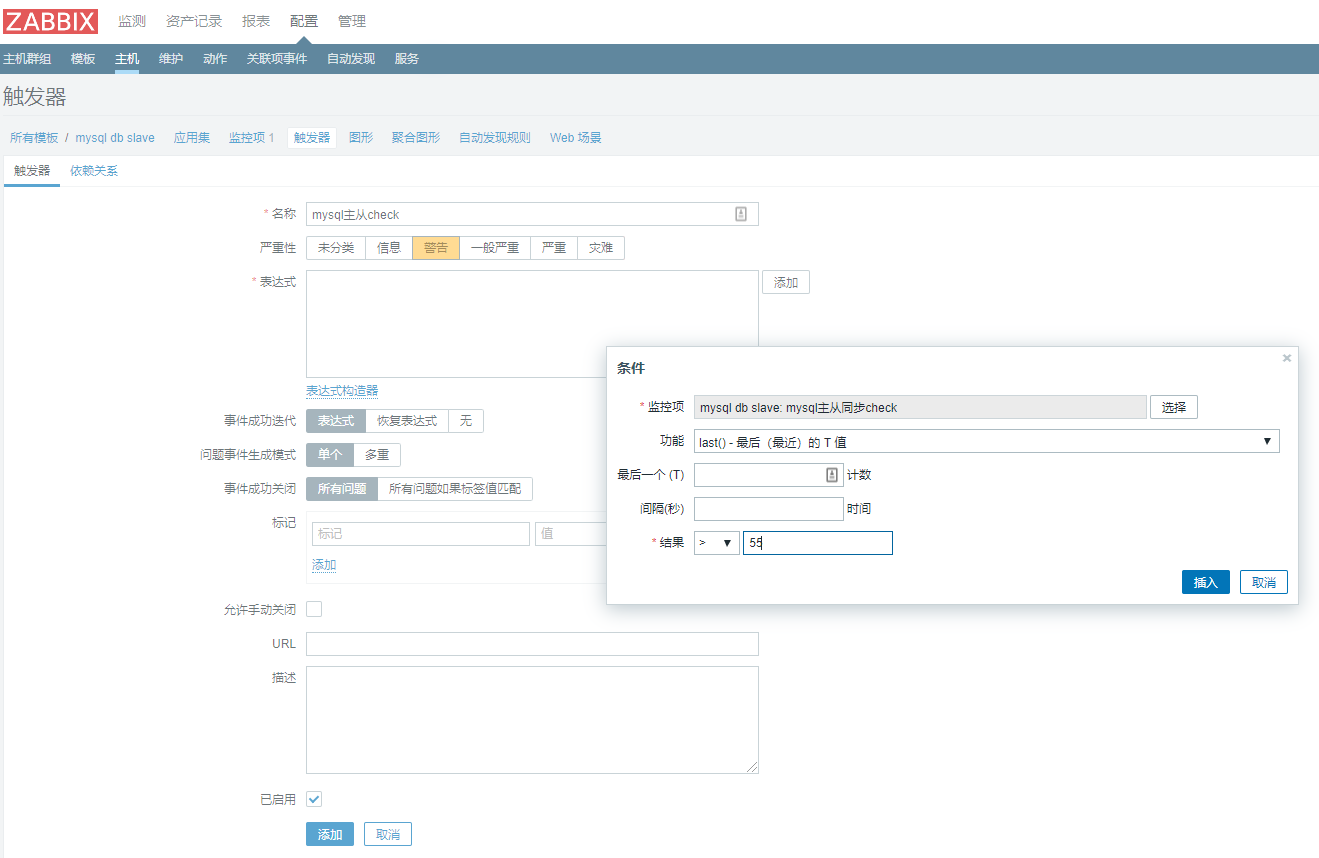 ZABBIX 监测 资产记录 报表 配置 管理
主机群组 模板 主机 维护 动作 关联项事件 自动发现 服务
触发器
所有模板 / mysql db slave 应用集 监控项 1 触发器 图形 聚合图形 自动发现规则 Web 场景
触发器 依赖关系
* 名称 mysql主从check
严重性 未分类 信息 警告 一般严重 严重 灾难
* 表达式 添加
表达式构造器
事件成功迭代 表达式 恢复表达式 无
问题事件生成模式 单个 多重
事件成功关闭 所有问题 所有问题如果标签值匹配
标记 标记 值
添加
允许手动关闭
URL
描述
已启用
添加 取消
条件 ×
* 监控项 mysql db slave: mysql主从同步check 选择
功能 last() - 最后（最近）的 T 值
最后一个 (T) 计数
间隔(秒) 时间
* 结果 > 55
插入 取消